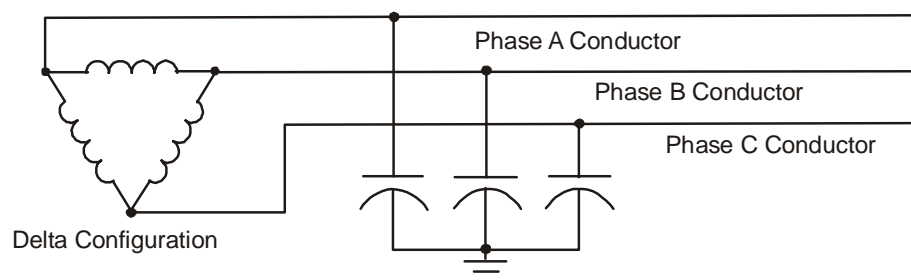 Phase A Conductor
Phase B Conductor
Phase C Conductor
Delta Configuration